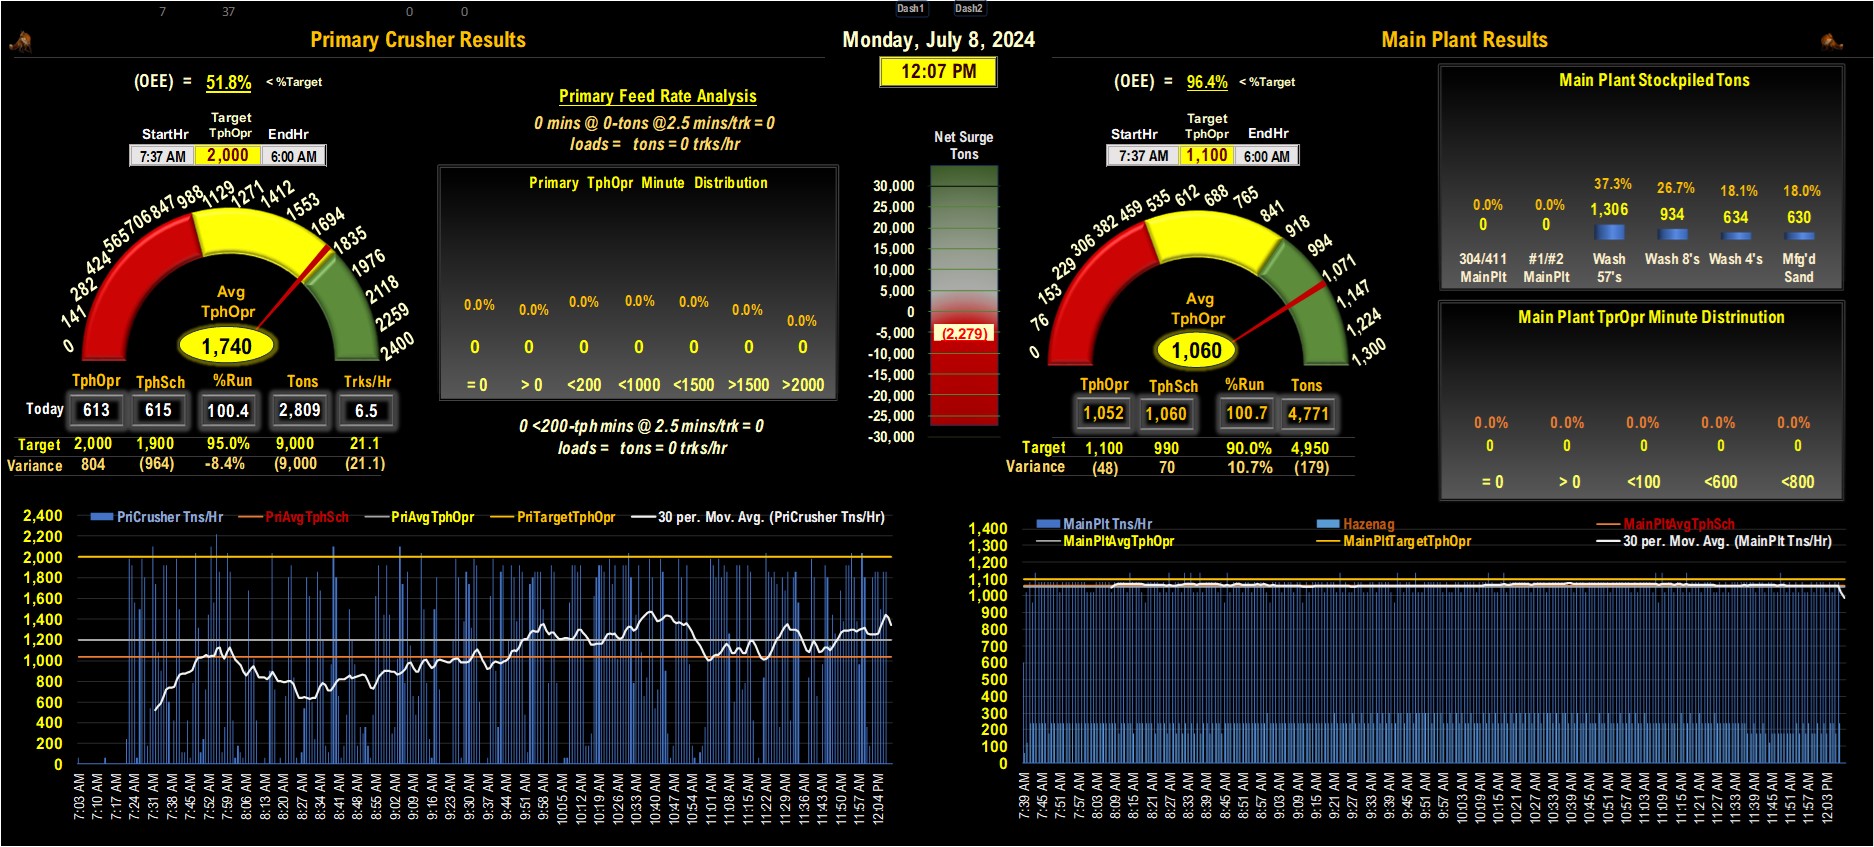 7 37 0 0 Dash1 Dash2
Primary Crusher Results
(OEE) = 51.8% < %Target
Target
StartHr TphOpr EndHr
7:37 AM 2,000 6:00 AM
0 141 282 424 565 706 847 988 1129 1271 1412 1553 1694 1835 1976 2118 2259 2400
Avg
TphOpr
1,740
TphOpr TphSch %Run Tons Trks/Hr
Today 613 615 100.4 2,809 6.5
Target 2,000 1,900 95.0% 9,000 21.1
Variance 804 (964) -8.4% (9,000) (21.1)
Primary Feed Rate Analysis
0 mins @ 0-tons @2.5 mins/trk = 0
loads = tons = 0 trks/hr
Primary TphOpr Minute Distribution
0.0% 0.0% 0.0% 0.0% 0.0% 0.0% 0.0%
0 0 0 0 0 0 0
= 0 > 0 <200 <1000 <1500 >1500 >2000
0 <200-tph mins @ 2.5 mins/trk = 0
loads = tons = 0 trks/hr
Monday, July 8, 2024
12:07 PM
Net Surge
Tons
30,000
25,000
20,000
15,000
10,000
5,000
0
-5,000
(2,279)
-10,000
-15,000
-20,000
-25,000
-30,000
Main Plant Results
(OEE) = 96.4% < %Target
Target
StartHr TphOpr EndHr
7:37 AM 1,100 6:00 AM
0 76 153 229 306 382 459 535 612 688 765 841 918 994 1,071 1,147 1,224 1,300
Avg
TphOpr
1,060
TphOpr TphSch %Run Tons
1,052 1,060 100.7 4,771
Target 1,100 990 90.0% 4,950
Variance (48) 70 10.7% (179)
Main Plant Stockpiled Tons
0.0% 0.0% 37.3% 26.7% 18.1% 18.0%
0 0 1,306 934 634 630
304/411 #1/#2 Wash Wash 8's Wash 4's Mfg'd
MainPlt MainPlt 57's Sand
Main Plant TprOpr Minute Distrinution
0.0% 0.0% 0.0% 0.0% 0.0%
0 0 0 0 0
= 0 > 0 <100 <600 <800
PriCrusher Tns/Hr PriAvgTphSch PriAvgTphOpr PriTargetTphOpr 30 per. Mov. Avg. (PriCrusher Tns/Hr)
2,400
2,200
2,000
1,800
1,600
1,400
1,200
1,000
800
600
400
200
0
7:03 AM 7:10 AM 7:17 AM 7:24 AM 7:31 AM 7:38 AM 7:45 AM 7:52 AM 7:59 AM 8:06 AM 8:13 AM 8:20 AM 8:27 AM 8:34 AM 8:41 AM 8:48 AM 8:55 AM 9:02 AM 9:09 AM 9:16 AM 9:23 AM 9:30 AM 9:37 AM 9:44 AM 9:51 AM 9:58 AM 10:05 AM 10:12 AM 10:19 AM 10:26 AM 10:33 AM 10:40 AM 10:47 AM 10:54 AM 11:01 AM 11:08 AM 11:15 AM 11:22 AM 11:29 AM 11:36 AM 11:43 AM 11:50 AM 11:57 AM 12:04 PM
MainPlt Tns/Hr Hazenag MainPltAvgTphSch
MainPltAvgTphOpr MainPltTargetTphOpr 30 per. Mov. Avg. (MainPlt Tns/Hr)
1,400
1,300
1,200
1,100
1,000
900
800
700
600
500
400
300
200
100
0
7:39 AM 7:45 AM 7:51 AM 7:57 AM 8:03 AM 8:09 AM 8:15 AM 8:21 AM 8:27 AM 8:33 AM 8:39 AM 8:45 AM 8:51 AM 8:57 AM 9:03 AM 9:09 AM 9:15 AM 9:21 AM 9:27 AM 9:33 AM 9:39 AM 9:45 AM 9:51 AM 9:57 AM 10:03 AM 10:09 AM 10:15 AM 10:21 AM 10:27 AM 10:33 AM 10:39 AM 10:45 AM 10:51 AM 10:57 AM 11:03 AM 11:09 AM 11:15 AM 11:21 AM 11:27 AM 11:33 AM 11:39 AM 11:45 AM 11:51 AM 11:57 AM 12:03 PM